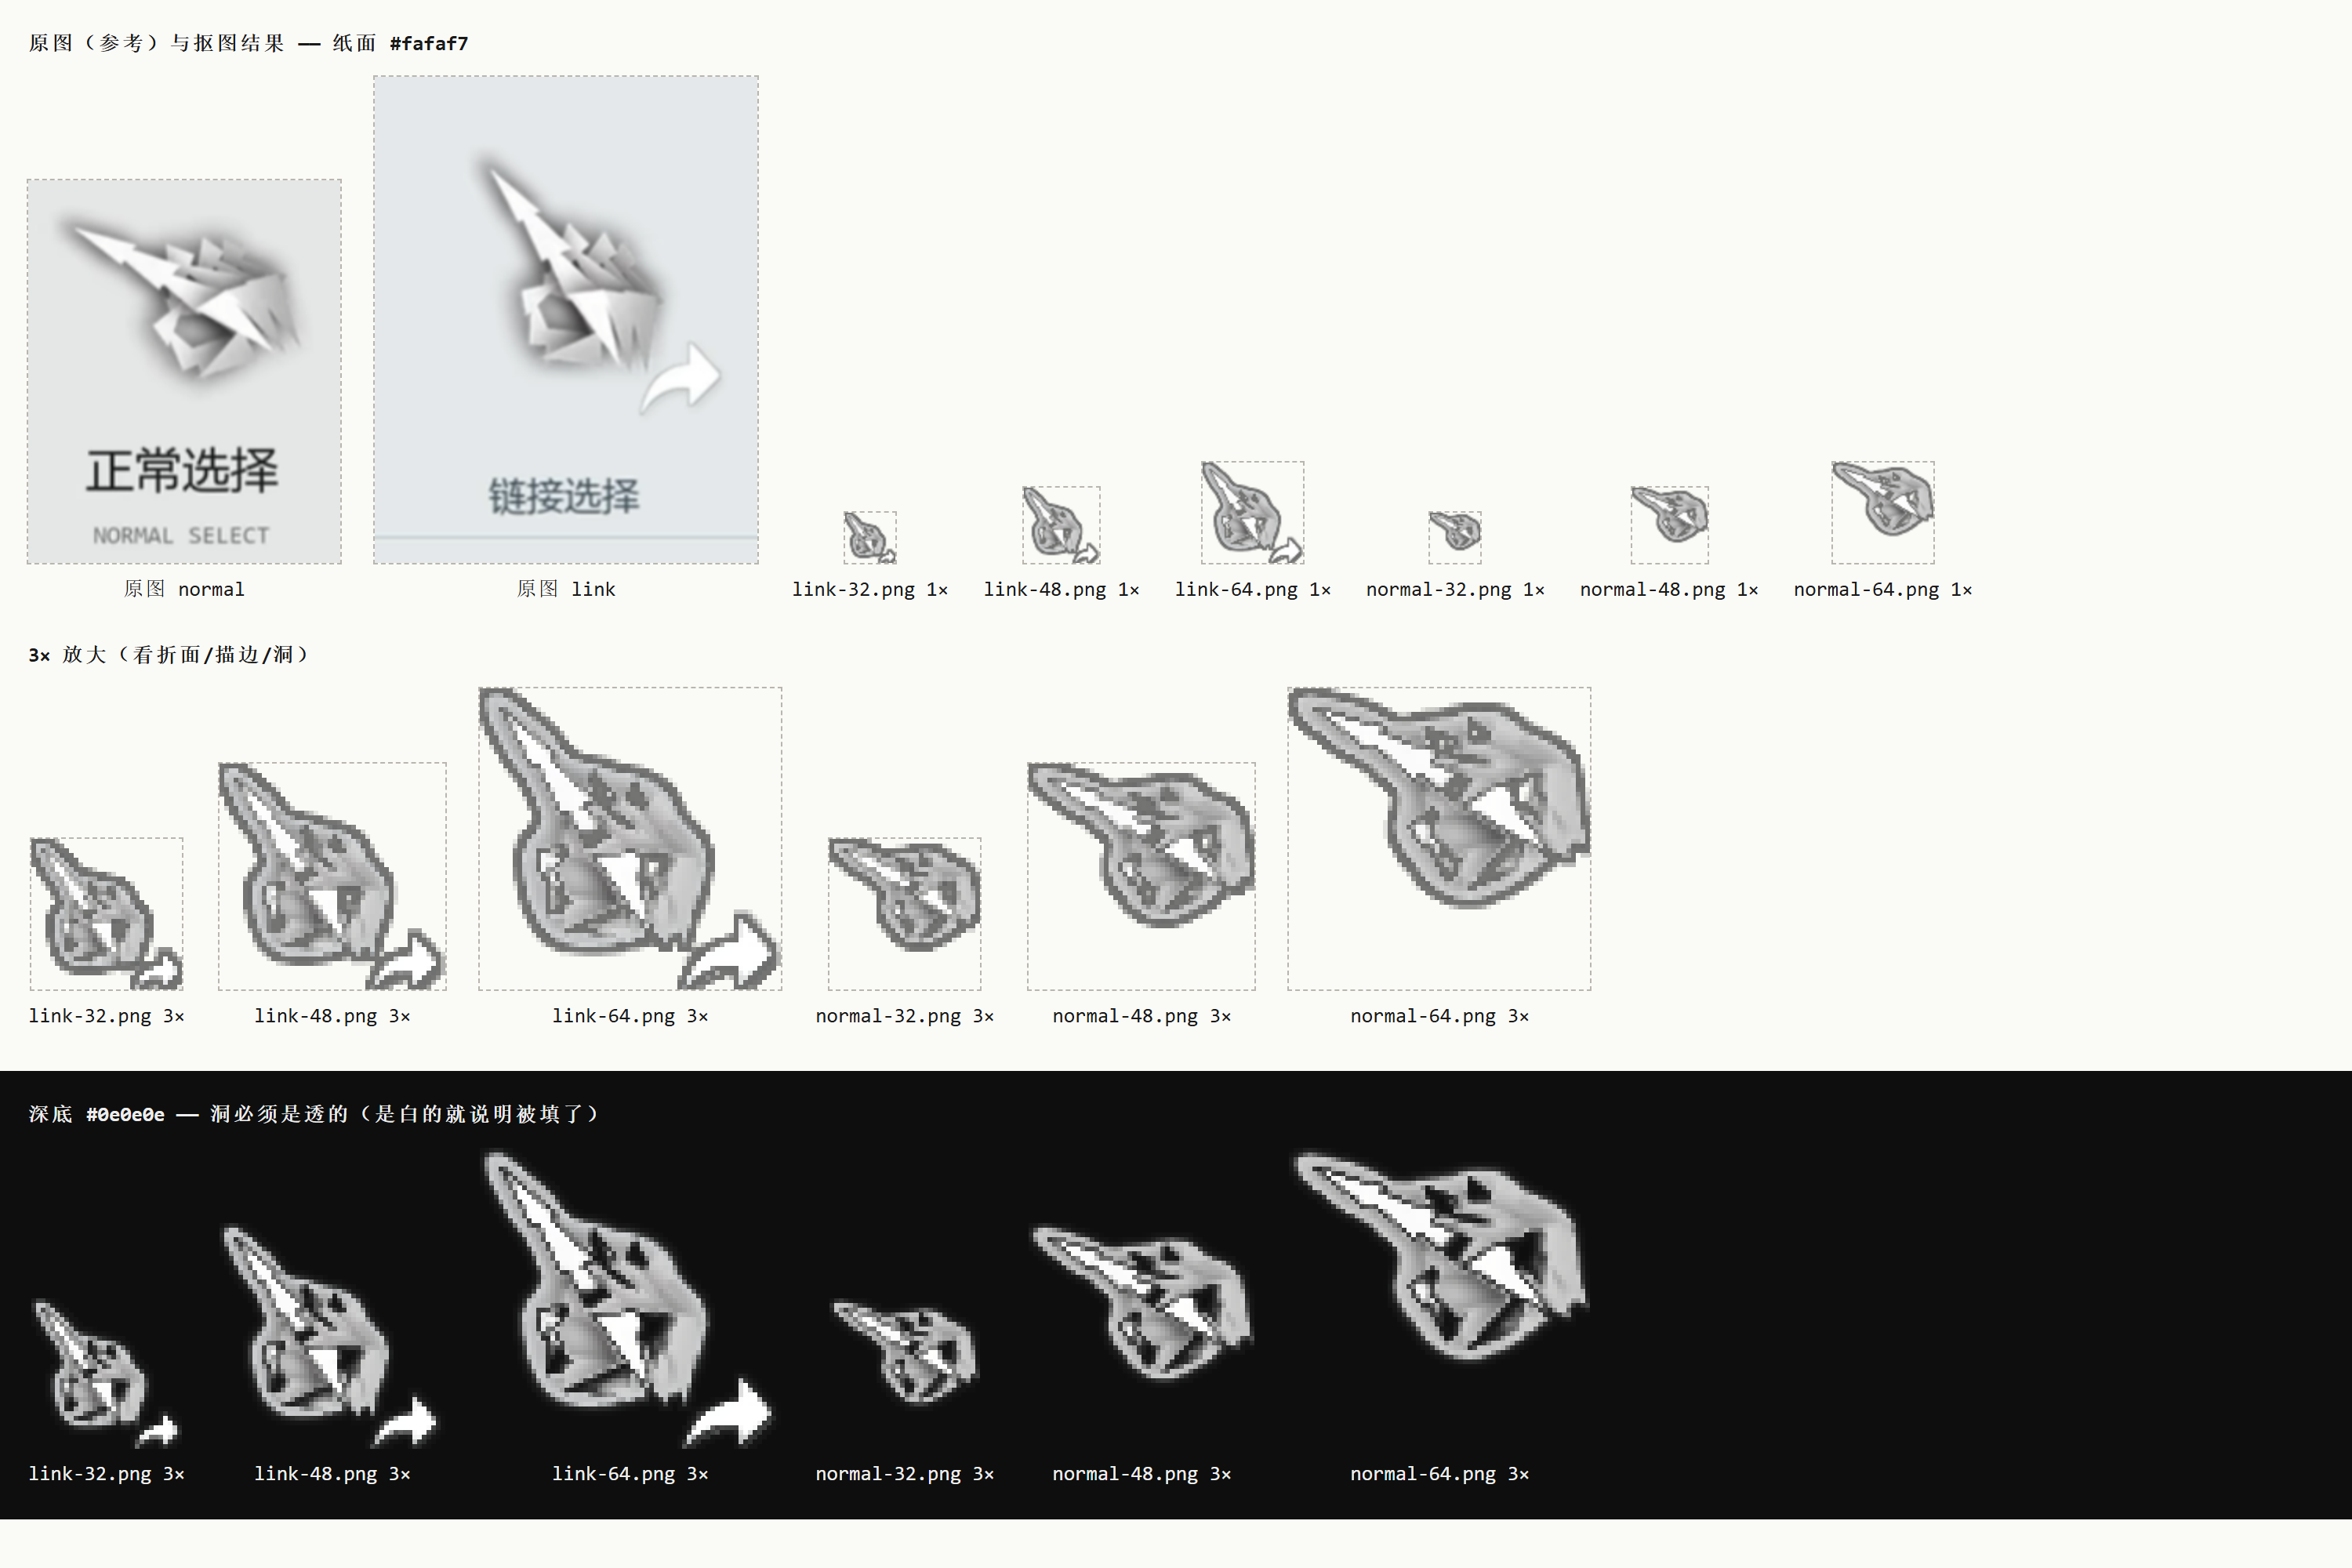 原图（参考）与抠图结果 — 纸面 #fafaf7
正常选择
NORMAL SELECT
链接选择
原图 normal
原图 link
link-32.png 1×
link-48.png 1×
link-64.png 1×
normal-32.png 1×
normal-48.png 1×
normal-64.png 1×
3× 放大（看折面/描边/洞）
link-32.png 3×
link-48.png 3×
link-64.png 3×
normal-32.png 3×
normal-48.png 3×
normal-64.png 3×
深底 #0e0e0e — 洞必须是透的（是白的就说明被填了）
link-32.png 3×
link-48.png 3×
link-64.png 3×
normal-32.png 3×
normal-48.png 3×
normal-64.png 3×